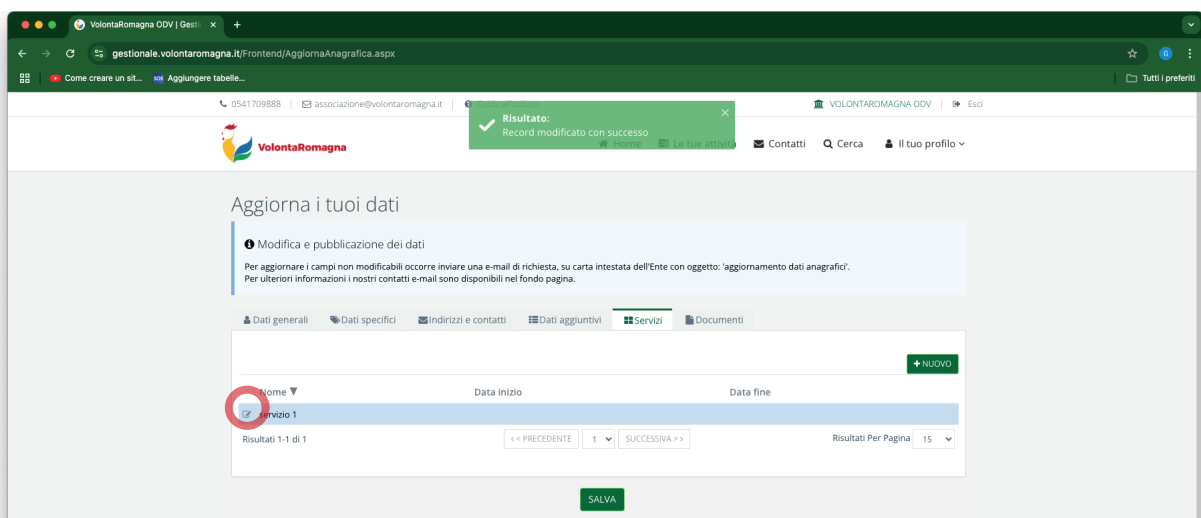 VolontaRomagna ODV | Gesti
gestionale.volontaromagna.it/Frontend/AggiornaAnagrafica.aspx
G
Come creare un sit...
SOS
Aggiungere tabelle...
Tutti i preferiti
0541709888
associazione@volontaromagna.it
VOLONTAROMAGNA ODV
Esci
Risultato:
Record modificato con successo
VolontaRomagna
Home
Le tue attività
Contatti
Cerca
Il tuo profilo
Aggiorna i tuoi dati
Modifica e pubblicazione dei dati
Per aggiornare i campi non modificabili occorre inviare una e-mail di richiesta, su carta intestata dell'Ente con oggetto: 'aggiornamento dati anagrafici'.
Per ulteriori informazioni i nostri contatti e-mail sono disponibili nel fondo pagina.
Dati generali
Dati specifici
Indirizzi e contatti
Dati aggiuntivi
Servizi
Documenti
+ NUOVO
Nome ▼
Data inizio
Data fine
servizio 1
Risultati 1-1 di 1
<< PRECEDENTE
1
SUCCESSIVA >>
Risultati Per Pagina
15
SALVA